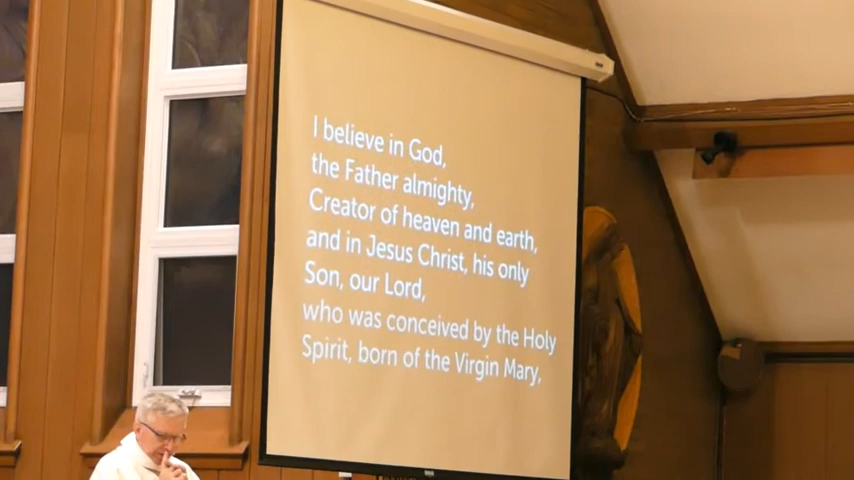 I believe in God,
the Father almighty,
Creator of heaven and earth,
and in Jesus Christ, his only
Son, our Lord,
who was conceived by the Holy
Spirit, born of the Virgin Mary,